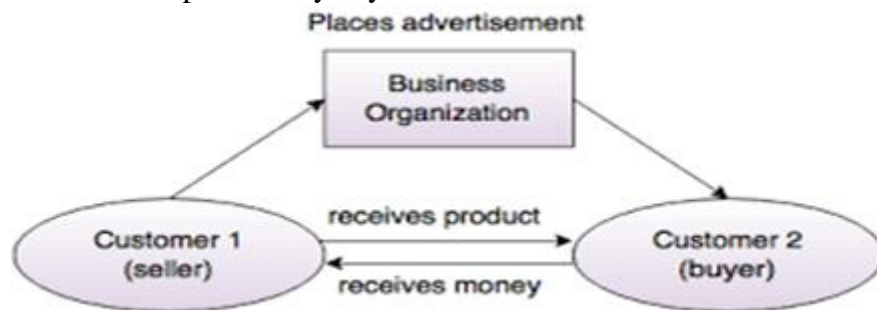 Places advertisement
Business
Organization
receives product
Customer 1
(seller)
Customer 2
(buyer)
receives money